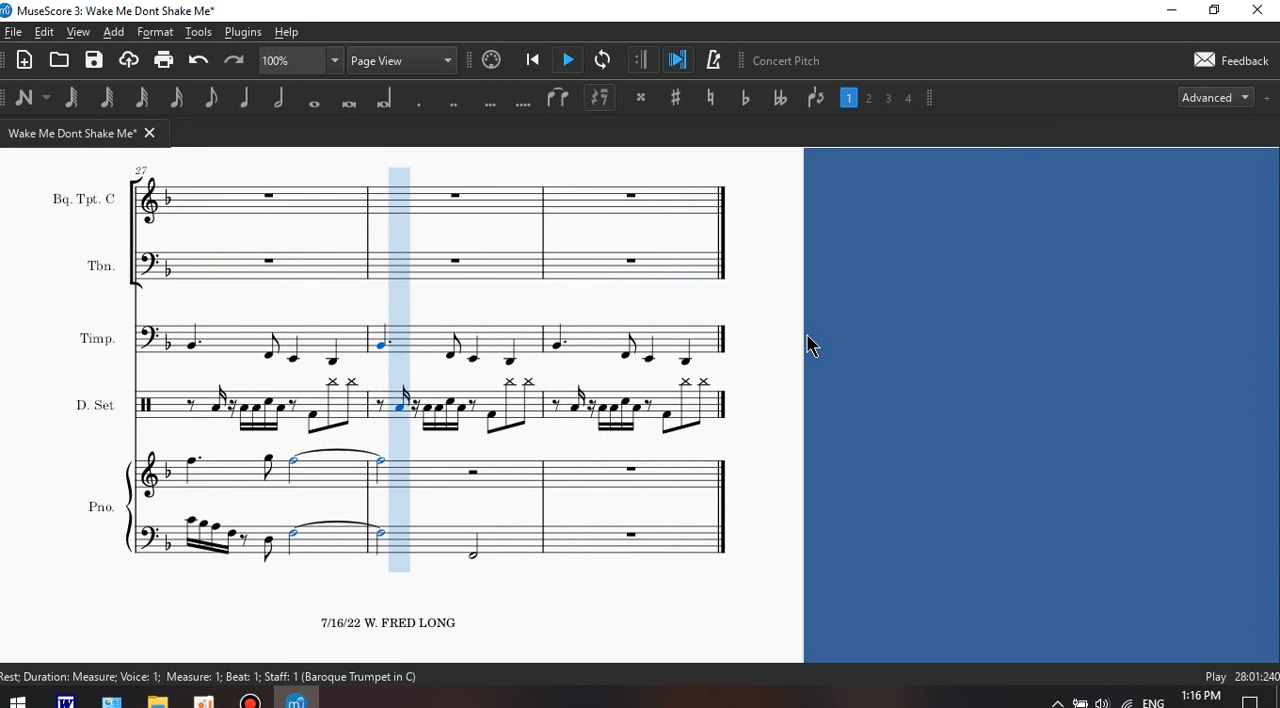 MuseScore 3: Wake Me Dont Shake Me*
File Edit View Add Format Tools Plugins Help
100% Page View Concert Pitch Feedback
1 2 3 4 Advanced
Wake Me Dont Shake Me*
27
Bq. Tpt. C
Tbn.
Timp.
D. Set
Pno.
7/16/22 W. FRED LONG
Rest; Duration: Measure; Voice: 1; Measure: 1; Beat: 1; Staff: 1 (Baroque Trumpet in C) Play 28:01:240
ENG 1:16 PM